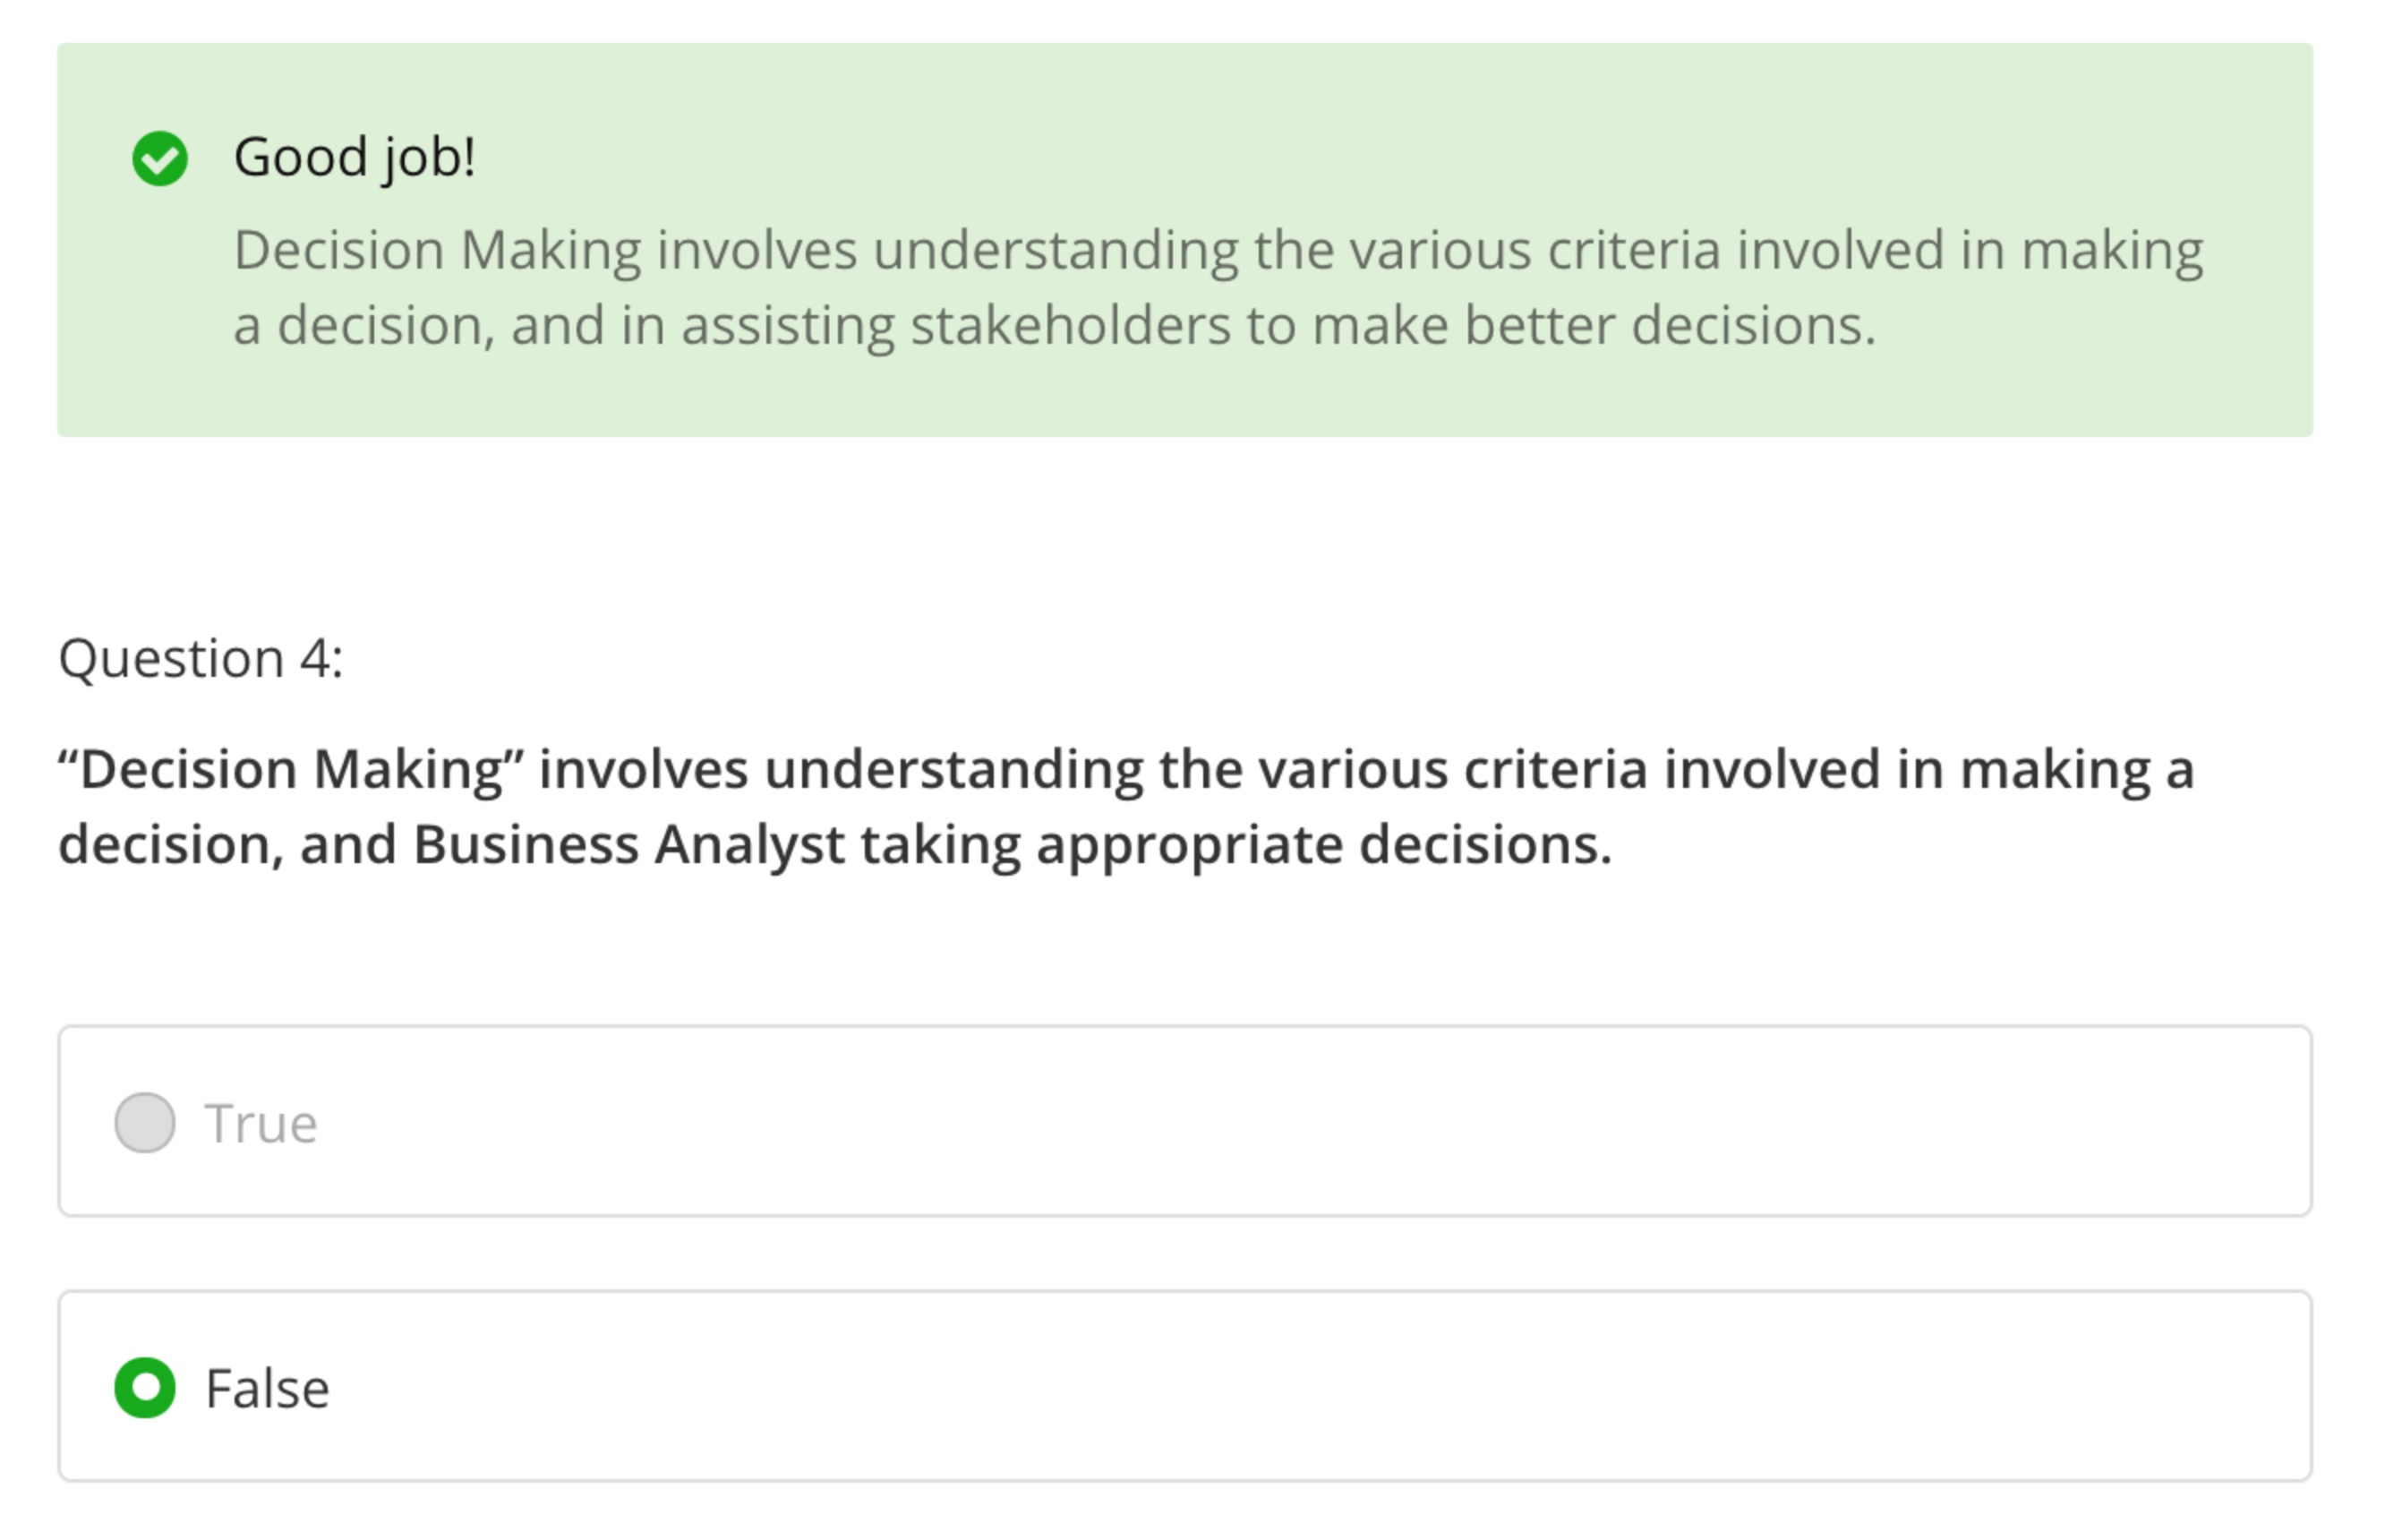 Good job!
Decision Making involves understanding the various criteria involved in making
a decision, and in assisting stakeholders to make better decisions.
Question 4:
“Decision Making” involves understanding the various criteria involved in making a
decision, and Business Analyst taking appropriate decisions.
True
False